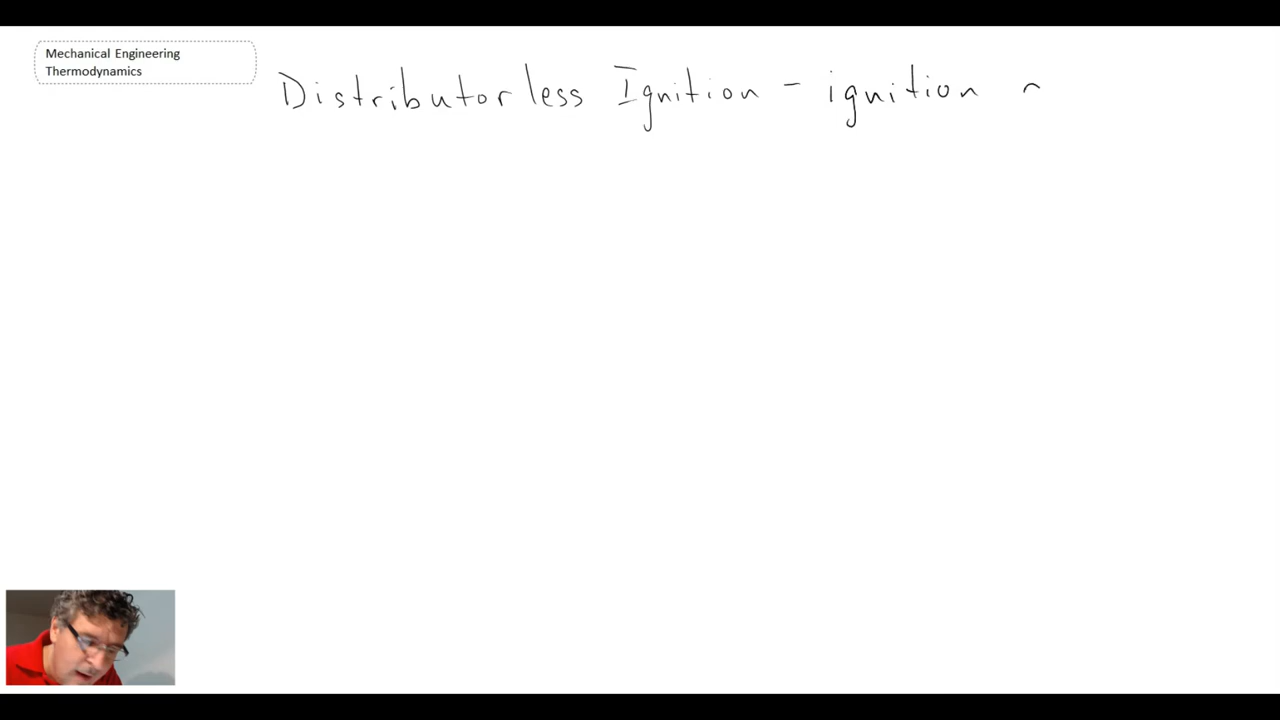 Mechanical Engineering
Thermodynamics
Distributorless Ignition - ignition